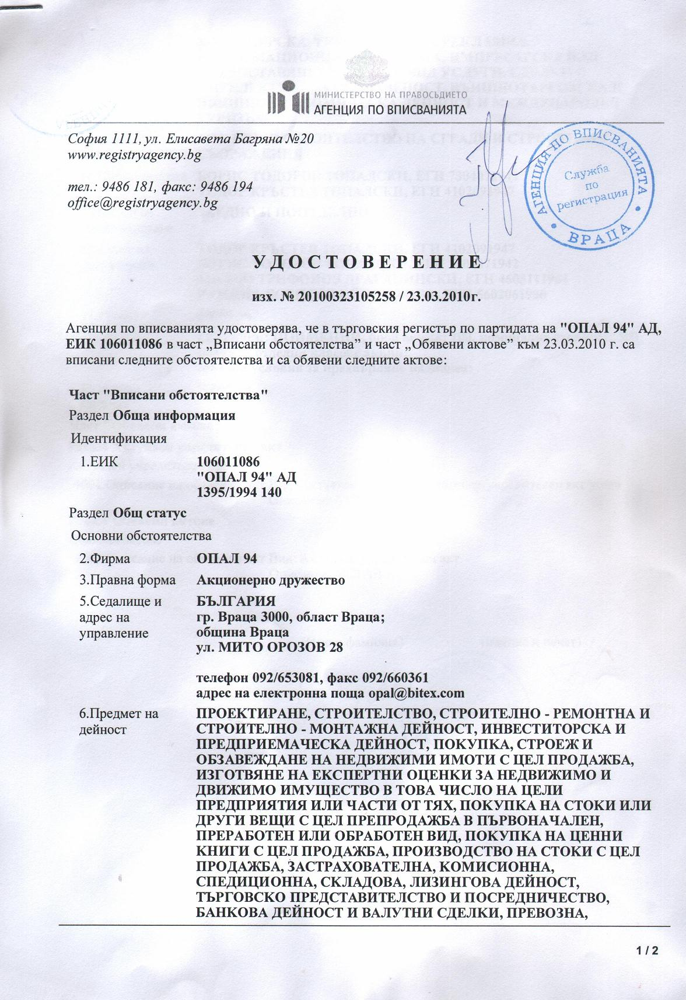 МИНИСТЕРСТВО НА ПРАВОСЪДИЕТО
АГЕНЦИЯ ПО ВПИСВАНИЯТА
София 1111, ул. Елисавета Багряна №20
www.registryagency.bg
тел.: 9486 181, факс: 9486 194
office@registryagency.bg
АГЕНЦИЯ ПО ВПИСВАНИЯТА
Служба
по
регистрация
• ВРАЦА •
УДОСТОВЕРЕНИЕ
изх. № 20100323105258 / 23.03.2010г.
Агенция по вписванията удостоверява, че в търговския регистър по партидата на "ОПАЛ 94" АД,
ЕИК 106011086 в част „Вписани обстоятелства” и част „Обявени актове” към 23.03.2010 г. са
вписани следните обстоятелства и са обявени следните актове:
Част "Вписани обстоятелства"
Раздел Обща информация
Идентификация
1.ЕИК 106011086
"ОПАЛ 94" АД
1395/1994 140
Раздел Общ статус
Основни обстоятелства
2.Фирма ОПАЛ 94
3.Правна форма Акционерно дружество
5.Седалище и БЪЛГАРИЯ
адрес на гр. Враца 3000, област Враца;
управление община Враца
ул. МИТО ОРОЗОВ 28
телефон 092/653081, факс 092/660361
адрес на електронна поща opal@bitex.com
6.Предмет на ПРОЕКТИРАНЕ, СТРОИТЕЛСТВО, СТРОИТЕЛНО - РЕМОНТНА И
дейност СТРОИТЕЛНО - МОНТАЖНА ДЕЙНОСТ, ИНВЕСТИТОРСКА И
ПРЕДПРИЕМАЧЕСКА ДЕЙНОСТ, ПОКУПКА, СТРОЕЖ И
ОБЗАВЕЖДАНЕ НА НЕДВИЖИМИ ИМОТИ С ЦЕЛ ПРОДАЖБА,
ИЗГОТВЯНЕ НА ЕКСПЕРТНИ ОЦЕНКИ ЗА НЕДВИЖИМО И
ДВИЖИМО ИМУЩЕСТВО В ТОВА ЧИСЛО НА ЦЕЛИ
ПРЕДПРИЯТИЯ ИЛИ ЧАСТИ ОТ ТЯХ, ПОКУПКА НА СТОКИ ИЛИ
ДРУГИ ВЕЩИ С ЦЕЛ ПРЕПРОДАЖБА В ПЪРВОНАЧАЛЕН,
ПРЕРАБОТЕН ИЛИ ОБРАБОТЕН ВИД, ПОКУПКА НА ЦЕННИ
КНИГИ С ЦЕЛ ПРОДАЖБА, ПРОИЗВОДСТВО НА СТОКИ С ЦЕЛ
ПРОДАЖБА, ЗАСТРАХОВАТЕЛНА, КОМИСИОННА,
СПЕДИЦИОННА, СКЛАДОВА, ЛИЗИНГОВА ДЕЙНОСТ,
ТЪРГОВСКО ПРЕДСТАВИТЕЛСТВО И ПОСРЕДНИЧЕСТВО,
БАНКОВА ДЕЙНОСТ И ВАЛУТНИ СДЕЛКИ, ПРЕВОЗНА,
1 / 2